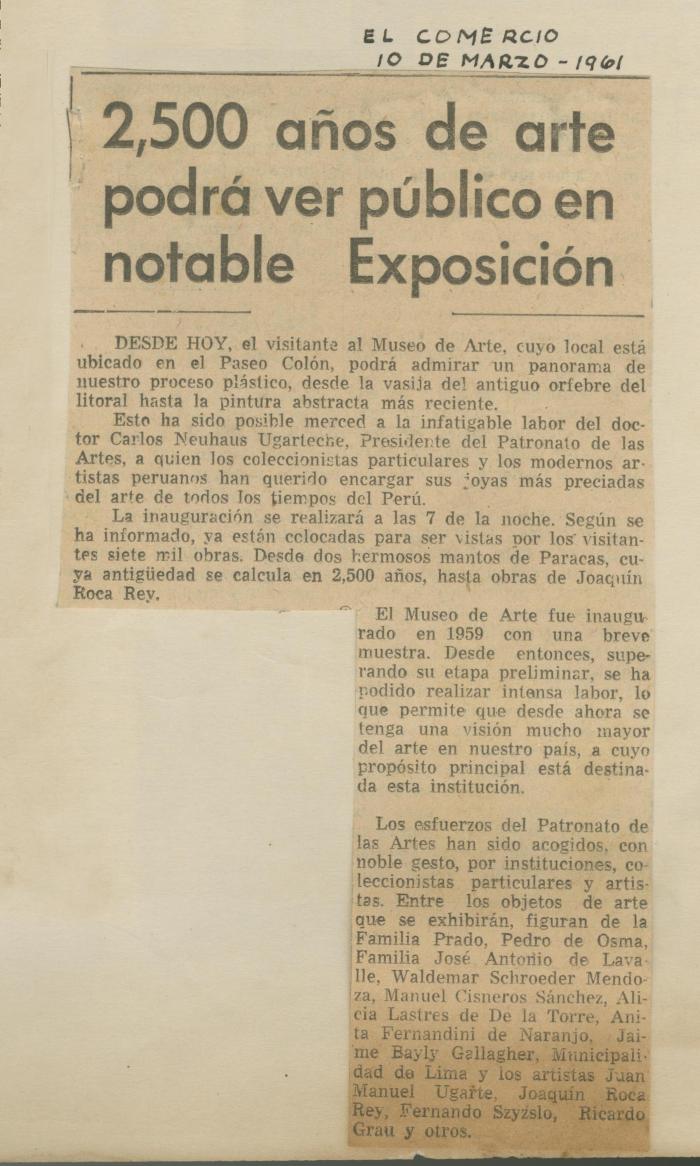 EL COMERCIO
10 DE MARZO - 1961
2,500 años de arte
podrá ver público en
notable Exposición
DESDE HOY, el visitante al Museo de Arte, cuyo local está
ubicado en el Paseo Colón, podrá admirar un panorama de
nuestro proceso plástico, desde la vasija del antiguo orfebre del
litoral hasta la pintura abstracta más reciente.
Esto ha sido posible merced a la infatigable labor del doc-
tor Carlos Neuhaus Ugarteche, Presidente del Patronato de las
Artes, a quien los coleccionistas particulares y los modernos ar-
tistas peruanos han querido encargar sus joyas más preciadas
del arte de todos los tiempos del Perú.
La inauguración se realizará a las 7 de la noche. Según se
ha informado, ya están colocadas para ser vistas por los visitan-
tes siete mil obras. Desde dos hermosos mantos de Paracas, cu-
ya antigüedad se calcula en 2,500 años, hasta obras de Joaquín
Roca Rey.
El Museo de Arte fue inaugu-
rado en 1959 con una breve
muestra. Desde entonces, supe-
rando su etapa preliminar, se ha
podido realizar intensa labor, lo
que permite que desde ahora se
tenga una visión mucho mayor
del arte en nuestro país, a cuyo
propósito principal está destina-
da esta institución.
Los esfuerzos del Patronato de
las Artes han sido acogidos, con
noble gesto, por instituciones, co-
leccionistas particulares y artis-
tas. Entre los objetos de arte
que se exhibirán, figuran de la
Familia Prado, Pedro de Osma,
Familia José Antonio de Lava-
lle, Waldemar Schroeder Mendo-
za, Manuel Cisneros Sánchez, Ali-
cia Lastres de De la Torre, Ani-
ta Fernandini de Naranjo, Jai-
me Bayly Gallagher, Municipali-
dad de Lima y los artistas Juan
Manuel Ugarte, Joaquín Roca
Rey, Fernando Szyzslo, Ricardo
Grau y otros.